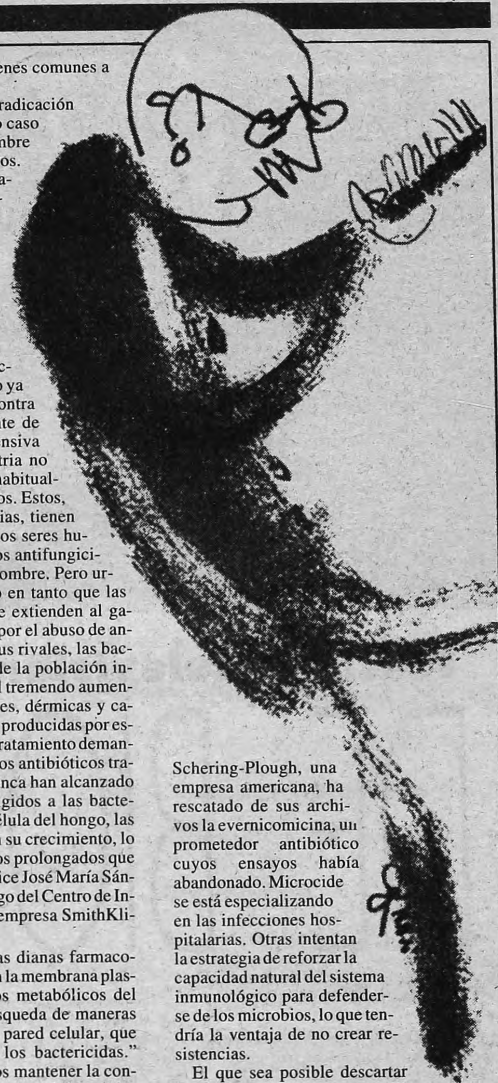 enes comunes a
radicación
o caso
mbre
os.
a-
-
c-
o ya
ontra
te de
ensiva
tria no
habitual-
os. Estos,
ias, tienen
os seres hu-
os antifungici-
ombre. Pero ur-
o en tanto que las
e extienden al ga-
por el abuso de an-
us rivales, las bac-
de la población in-
l tremendo aumen-
es, dérmicas y ca-
producidas por es-
ratamiento deman-
os antibióticos tra-
nca han alcanzado
gidos a las bacte-
élula del hongo, las
n su crecimiento, lo
os prolongados que
ice José María Sán-
go del Centro de In-
empresa SmithKli-
as dianas farmaco-
n la membrana plas-
os metabólicos del
squeda de maneras
pared celular, que
los bactericidas."
os mantener la con-
Schering-Plough, una
empresa americana, ha
rescatado de sus archi-
vos la evernicomicina, un
prometedor antibiótico
cuyos ensayos había
abandonado. Microcide
se está especializando
en las infecciones hos-
pitalarias. Otras intentan
la estrategia de reforzar la
capacidad natural del sistema
inmunológico para defender-
se de los microbios, lo que ten-
dría la ventaja de no crear re-
sistencias.
El que sea posible descartar